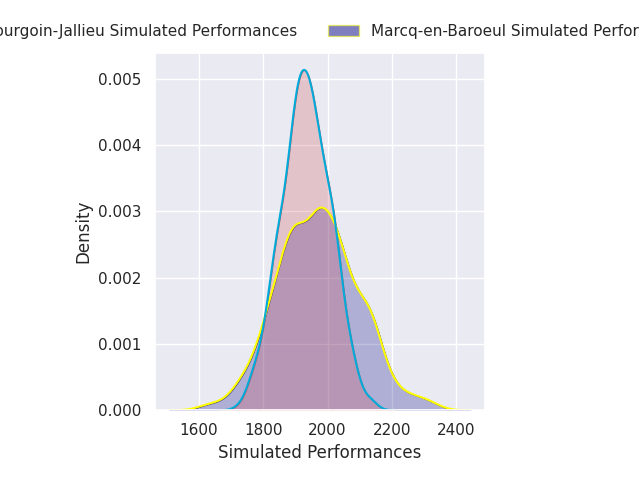 ourgoin-Jallieu Simulated Performances
Marcq-en-Baroeul Simulated Perfor
0.005
0.004
0.003
0.002
0.001
0.000
Density
1600 1800 2000 2200 2400
Simulated Performances